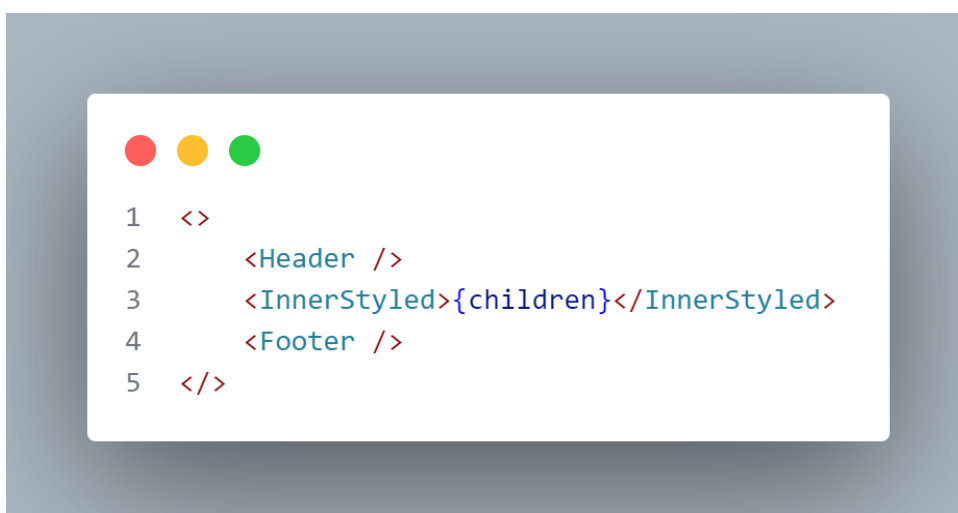 1 <>
2     <Header />
3     <InnerStyled>{children}</InnerStyled>
4     <Footer />
5 </>